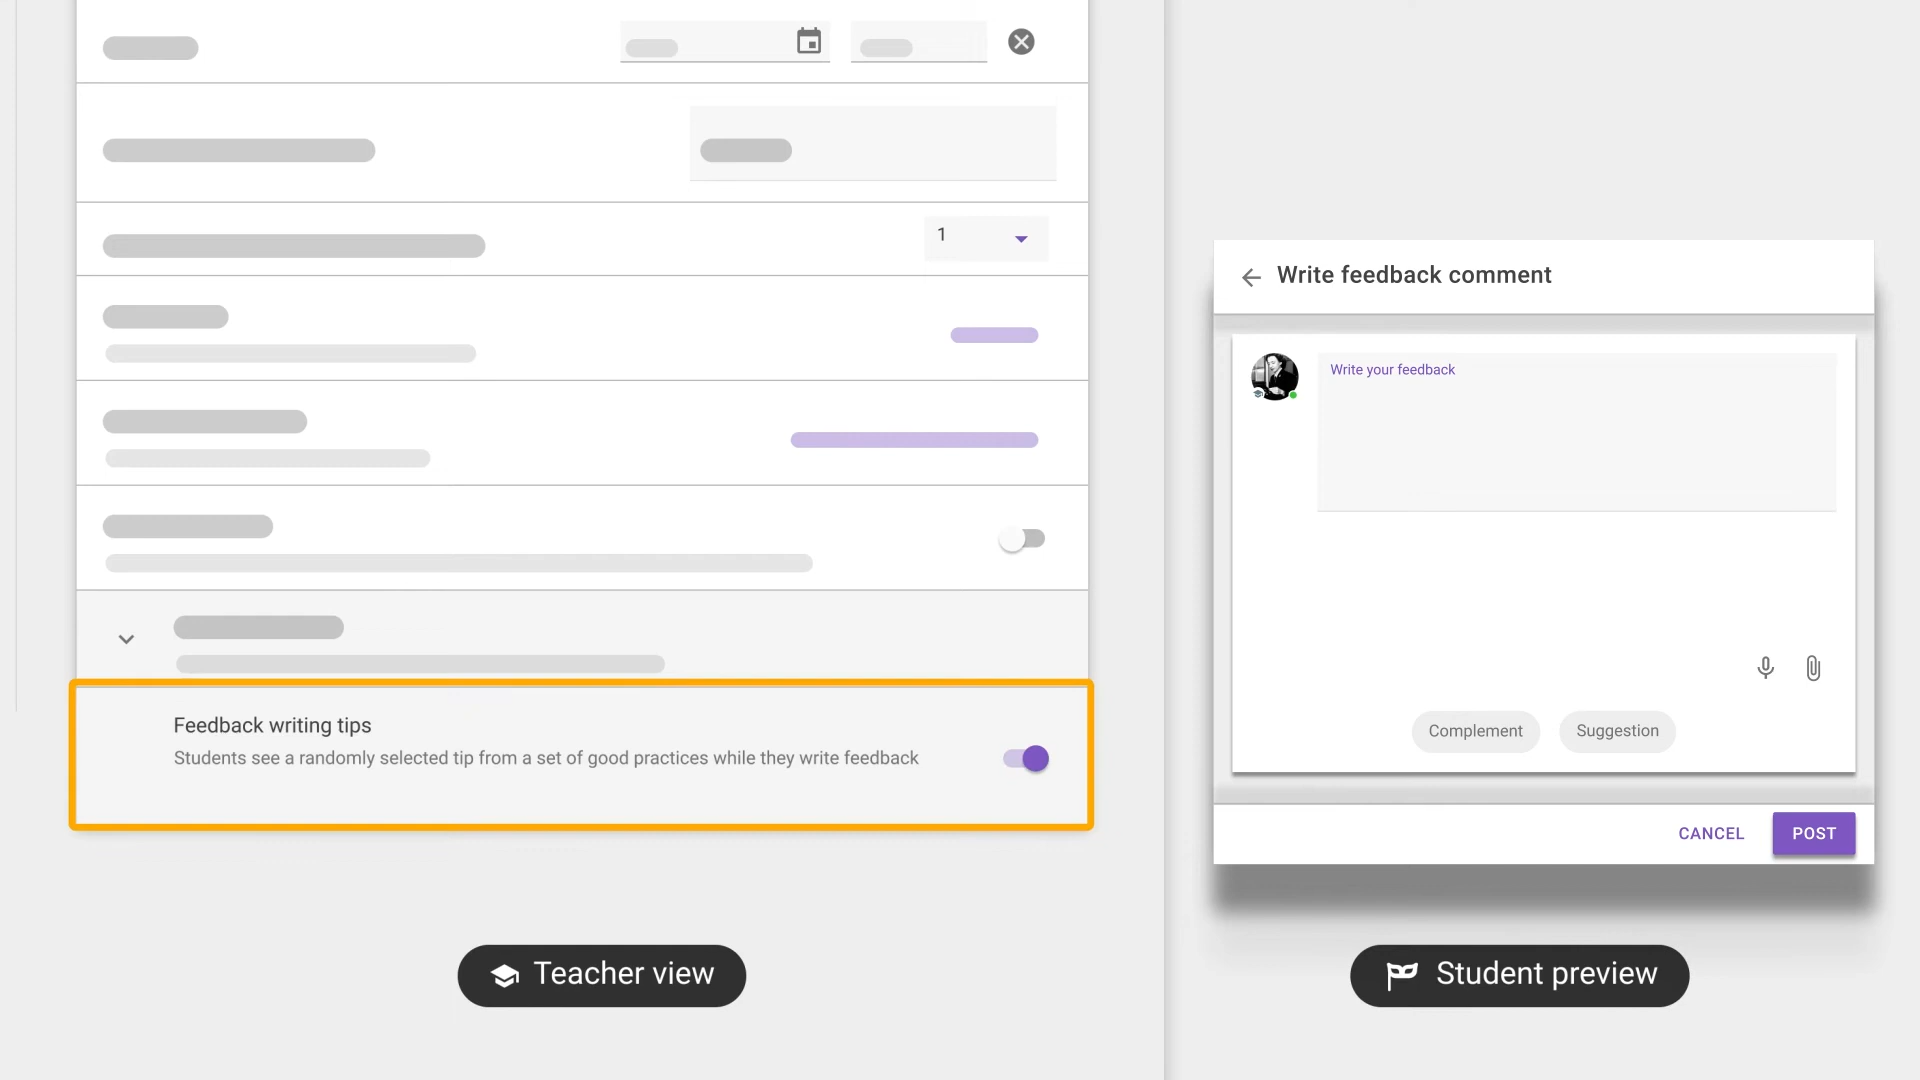 1
Feedback writing tips
Students see a randomly selected tip from a set of good practices while they write feedback
Teacher view
Write feedback comment
Write your feedback
Complement
Suggestion
CANCEL
POST
Student preview